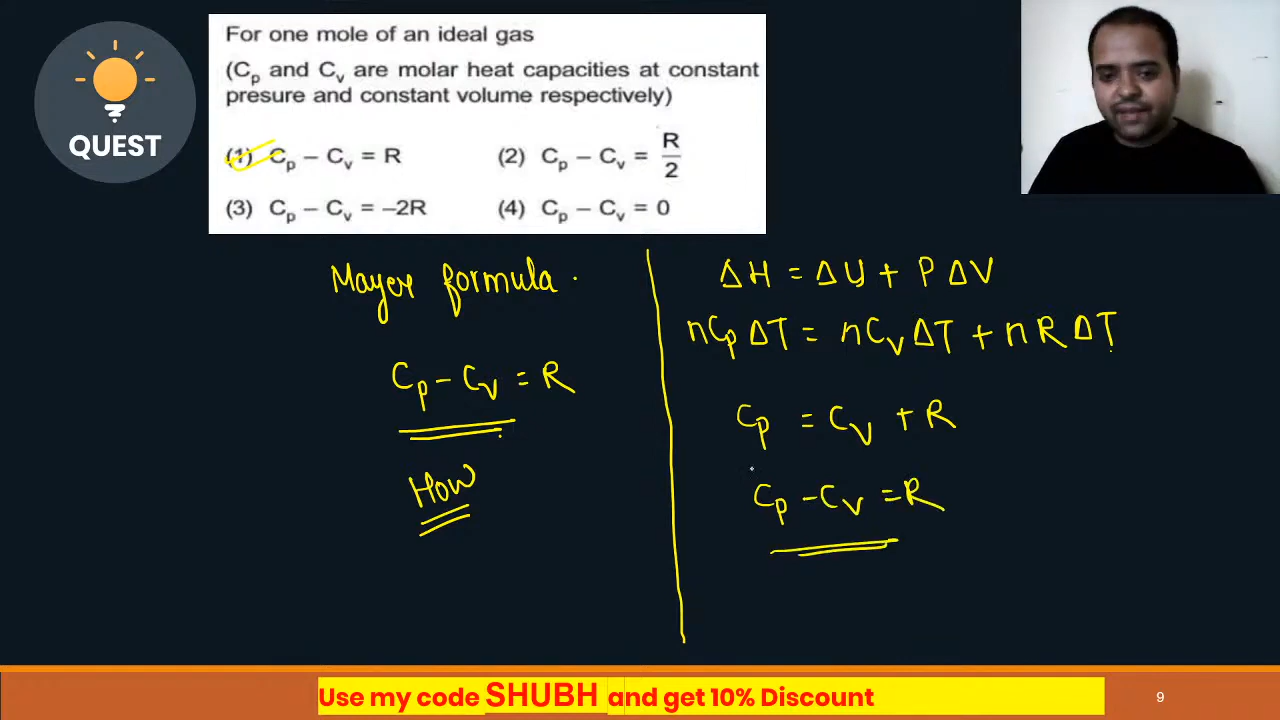 QUEST
For one mole of an ideal gas
(Cp and Cv are molar heat capacities at constant
presure and constant volume respectively)
(1) Cp – Cv = R
(2) Cp – Cv = R/2
(3) Cp – Cv = –2R
(4) Cp – Cv = 0
Mayer formula.
Cp – Cv = R
How
ΔH = ΔU + PΔV
nCpΔT = nCvΔT + nRΔT
Cp = Cv + R
Cp – Cv = R
Use my code SHUBH and get 10% Discount
9